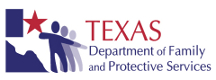 TEXAS
Department of Family
and Protective Services